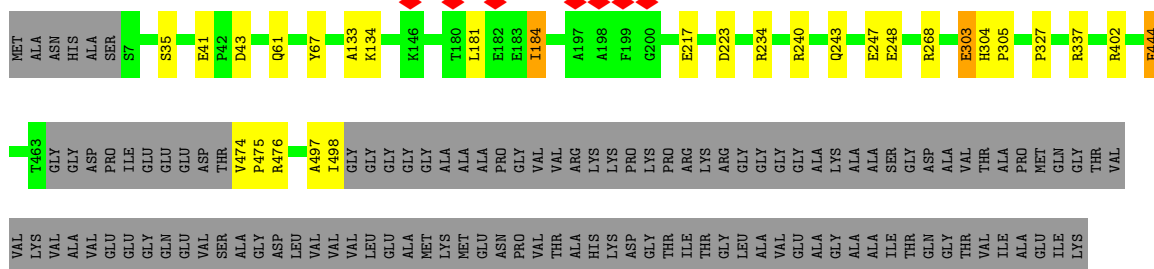 MET ALA ASN HIS ALA SER S7 S35 E41 P42 D43 Q61 Y67 A133 K134 K146 T180 L181 E182 E183 I184 A197 A198 F199 G200 E217 D223 R234 R240 Q243 E247 E248 R268 E303 H304 P305 P327 R337 R402
T463 GLY GLY ASP PRO ILE GLU GLU GLU ASP THR V474 P475 R476 A497 I498 GLY GLY GLY GLY GLY ALA ALA ALA PRO GLY VAL VAL ARG LYS LYS PRO LYS PRO ARG LYS ARG GLY GLY GLY GLY ALA LYS ALA ALA SER GLY ASP ALA VAL THR ALA PRO MET GLN GLY THR VAL
VAL LYS VAL ALA VAL GLU GLU GLY GLN GLU VAL SER ALA GLY ASP LEU VAL VAL VAL LEU GLU ALA MET LYS MET GLU ASN PRO VAL THR ALA HIS LYS ASP GLY THR ILE THR GLY LEU ALA VAL GLU ALA GLY ALA ALA ILE THR GLN GLY THR VAL ILE ALA GLU ILE LYS